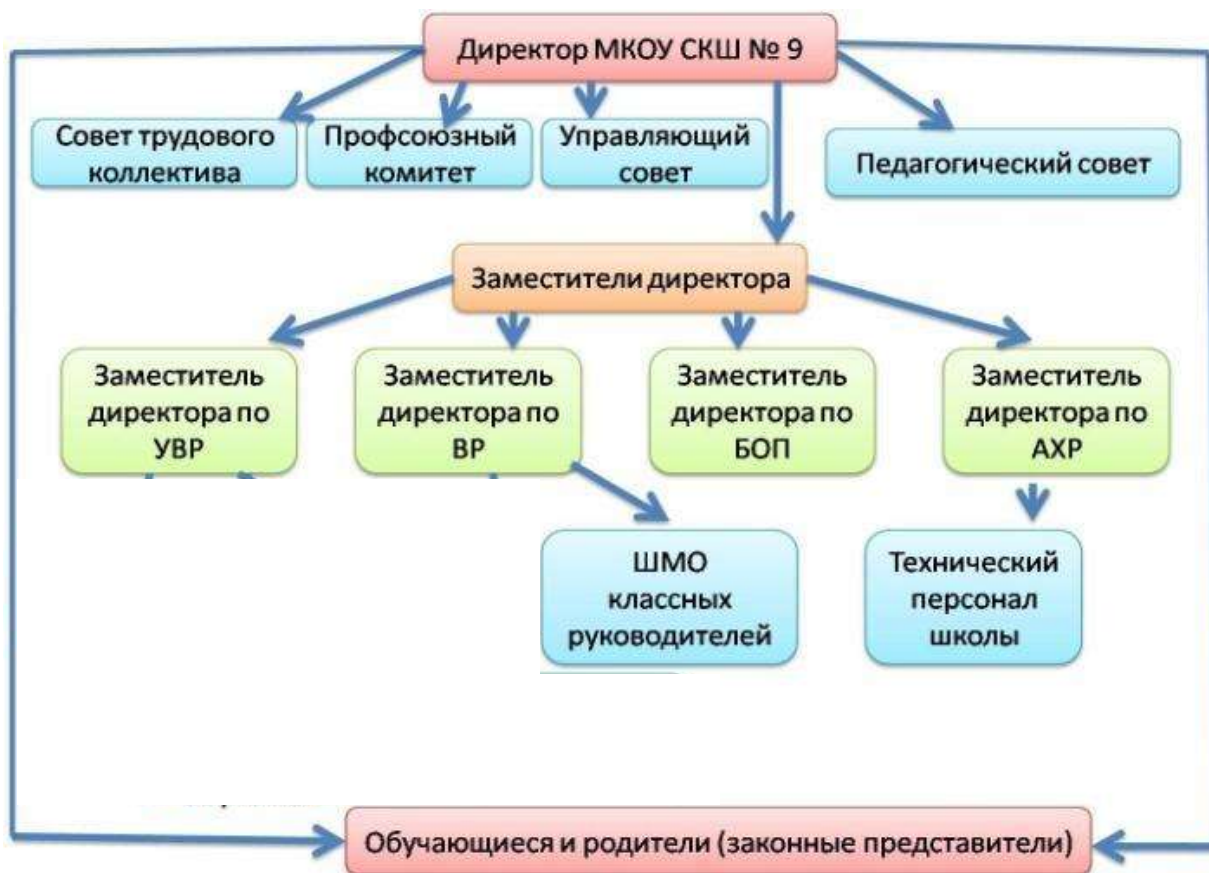 Директор МКОУ СКШ № 9
Совет трудового
коллектива
Профсоюзный
комитет
Управляющий
совет
Педагогический совет
Заместители директора
Заместитель
директора по
УВР
Заместитель
директора по
ВР
Заместитель
директора по
БОП
Заместитель
директора по
АХР
ШМО
классных
руководителей
Технический
персонал
школы
Обучающиеся и родители (законные представители)